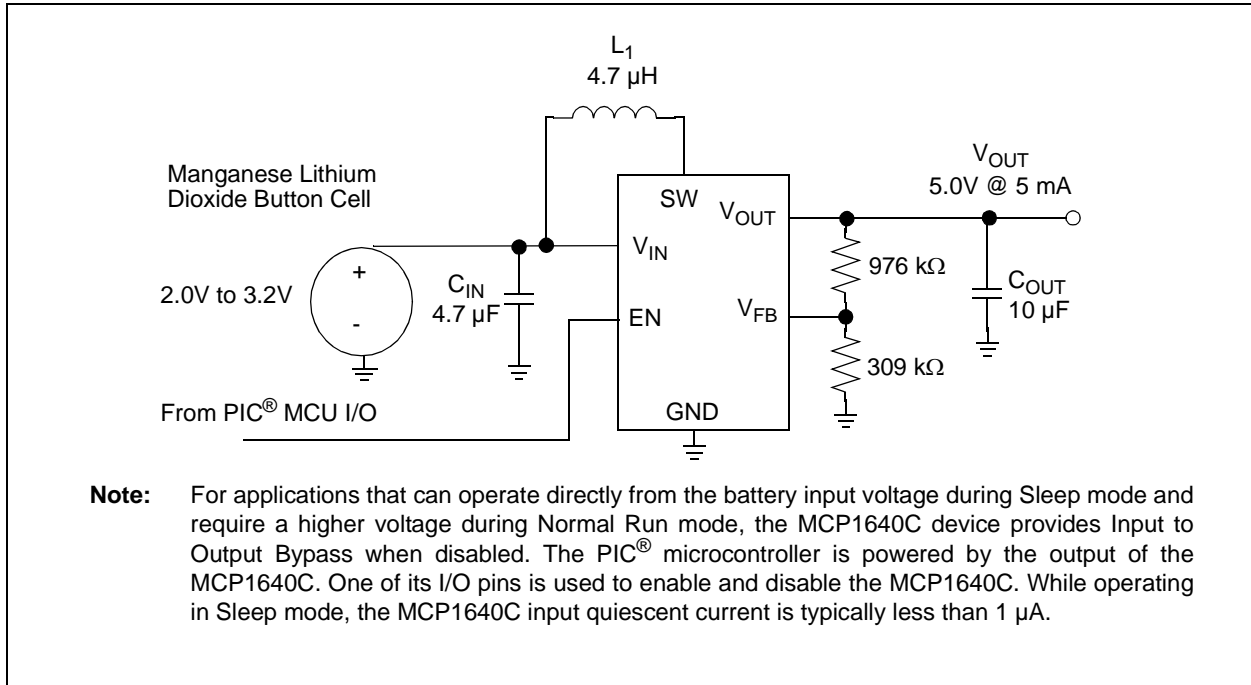 L1
4.7 µH
Manganese Lithium
Dioxide Button Cell
VOUT
5.0V @ 5 mA
SW
VOUT
VIN
976 kΩ
+
2.0V to 3.2V
-
CIN
4.7 µF
COUT
10 µF
EN
VFB
309 kΩ
From PIC® MCU I/O
GND
Note: For applications that can operate directly from the battery input voltage during Sleep mode and
require a higher voltage during Normal Run mode, the MCP1640C device provides Input to
Output Bypass when disabled. The PIC® microcontroller is powered by the output of the
MCP1640C. One of its I/O pins is used to enable and disable the MCP1640C. While operating
in Sleep mode, the MCP1640C input quiescent current is typically less than 1 µA.